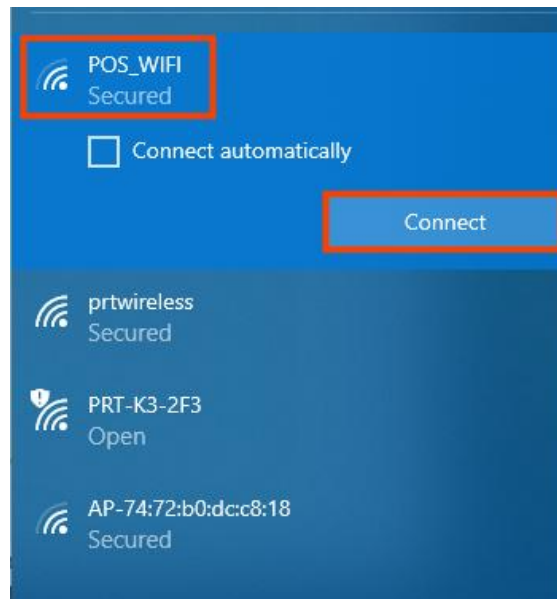 POS_WIFI
Secured
Connect automatically
Connect
prtwireless
Secured
PRT-K3-2F3
Open
AP-74:72:b0:dc:c8:18
Secured